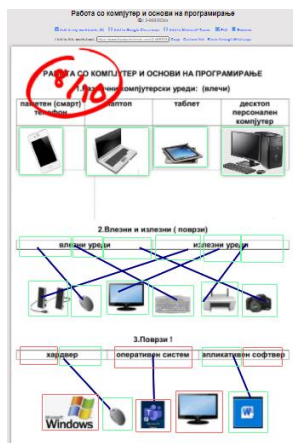 Работа со компјутер и основи на програмирање
8/10
РАБОТА СО КОМПЈУТЕР И ОСНОВИ НА ПРОГРАМИРАЊЕ
1. компјутерски уреди: (влечи)
паметен (смарт) телефон
лаптоп
таблет
десктоп персонален компјутер
2.Влезни и излезни ( поврзи)
влезни уреди
излезни уреди
3.Поврзи !
хардвер
оперативен систем
апликативен софтвер
Windows
W